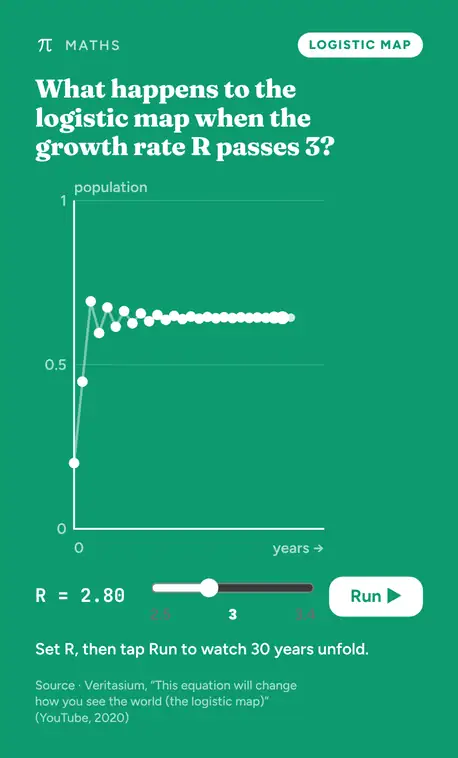 π MATHS
LOGISTIC MAP
What happens to the
logistic map when the
growth rate R passes 3?
population
1
0.5
0
0
years →
R = 2.80
3
Run ▶
Set R, then tap Run to watch 30 years unfold.
Source · Veritasium, “This equation will change
how you see the world (the logistic map)”
(YouTube, 2020)